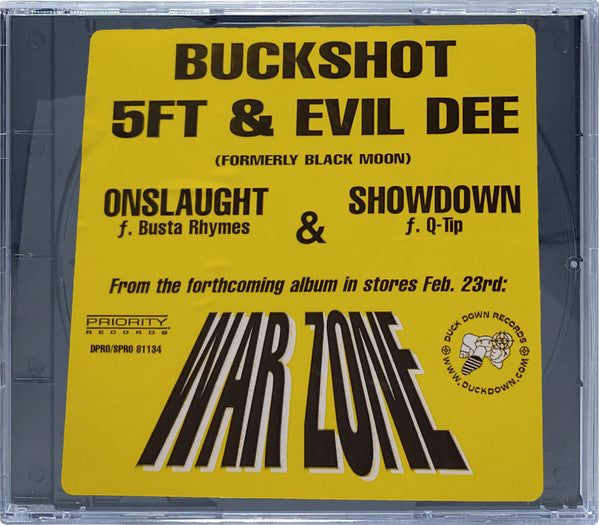 BUCKSHOT
5FT & EVIL DEE
(FORMERLY BLACK MOON)
ONSLAUGHT
f. Busta Rhymes
&
SHOWDOWN
f. Q-Tip
From the forthcoming album in stores Feb. 23rd:
PRIORITY
RECORDS
DPRO/SPRO 81134
WAR ZONE
DUCK DOWN RECORDS
WWW.DUCKDOWN.COM